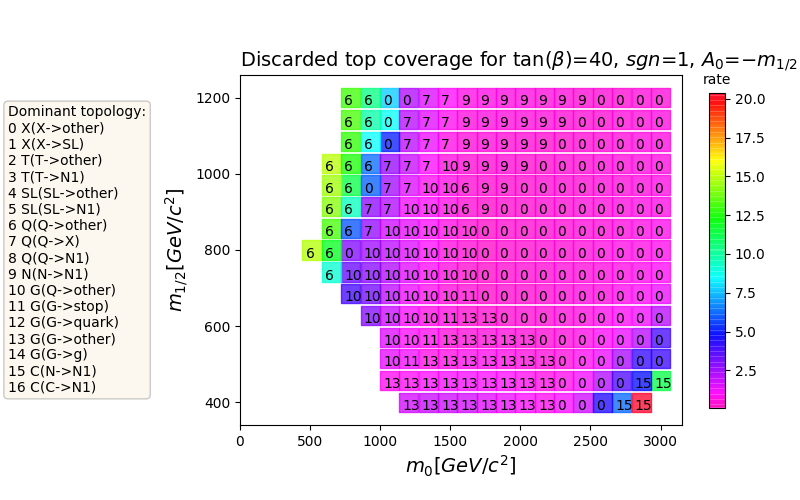 Discarded top coverage for tan(β)=40, sgn=1, A₀=−m₁/₂
rate
Dominant topology:
0 X(X->other)
1 X(X->SL)
2 T(T->other)
3 T(T->N1)
4 SL(SL->other)
5 SL(SL->N1)
6 Q(Q->other)
7 Q(Q->X)
8 Q(Q->N1)
9 N(N->N1)
10 G(Q->other)
11 G(G->stop)
12 G(G->quark)
13 G(G->other)
14 G(G->g)
15 C(N->N1)
16 C(C->N1)
m₁/₂[GeV/c²]
1200
1000
800
600
400
6 6 0 0 7 7 9 9 9 9 9 9 9 0 0 0 0
6 6 0 7 7 7 9 9 9 9 9 0 0 0 0 0 0
6 6 0 7 7 7 9 9 9 9 0 0 0 0 0 0 0
6 6 6 7 7 7 10 9 9 9 9 0 0 0 0 0 0 0
6 6 0 7 7 10 10 6 9 9 0 0 0 0 0 0 0 0
6 6 7 7 10 10 10 6 9 0 0 0 0 0 0 0 0 0
6 6 7 10 10 10 10 10 0 0 0 0 0 0 0 0 0 0
6 6 10 10 10 10 10 10 10 0 0 0 0 0 0 0 0 0 0
6 10 10 10 10 10 10 10 0 0 0 0 0 0 0 0 0 0
10 10 10 10 10 10 11 0 0 0 0 0 0 0 0 0 0
10 10 10 10 11 13 13 0 0 0 0 0 0 0 0 0
10 10 11 13 13 13 13 13 0 0 0 0 0 0 0
10 11 13 13 13 13 13 13 13 0 0 0 0 0 0
13 13 13 13 13 13 13 13 13 0 0 0 0 15 15
13 13 13 13 13 13 13 13 0 0 0 15 15
0 500 1000 1500 2000 2500 3000
m₀[GeV/c²]
20.0
17.5
15.0
12.5
10.0
7.5
5.0
2.5